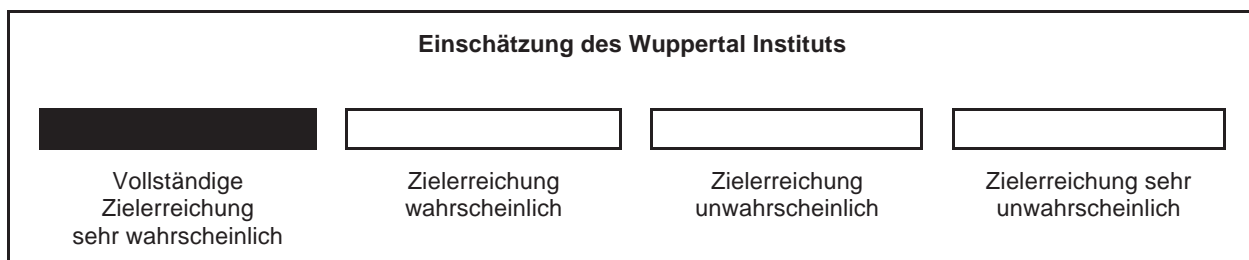 Einschätzung des Wuppertal Instituts
Vollständige
Zielerreichung
sehr wahrscheinlich
Zielerreichung
wahrscheinlich
Zielerreichung
unwahrscheinlich
Zielerreichung sehr
unwahrscheinlich